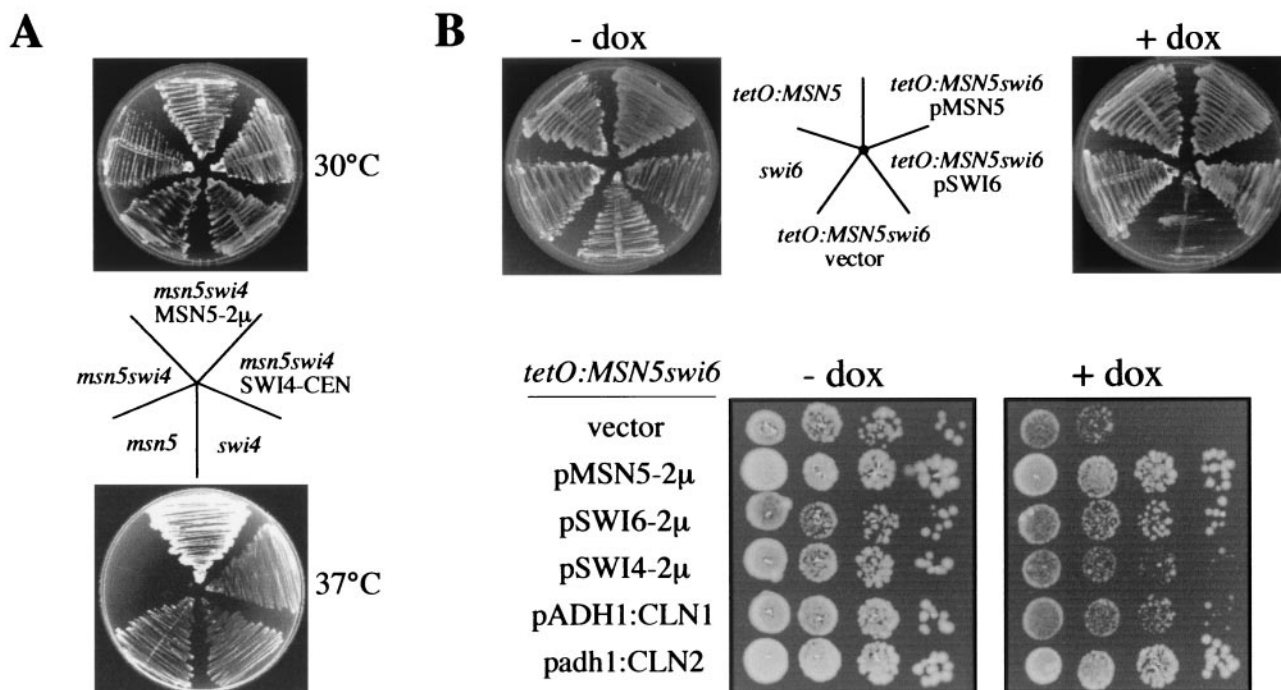 A
30°C
msn5swi4
MSN5-2μ
msn5swi4
msn5swi4
SWI4-CEN
msn5
swi4
37°C
B
- dox
+ dox
tetO:MSN5
tetO:MSN5swi6
pMSN5
swi6
tetO:MSN5swi6
pSWI6
tetO:MSN5swi6
vector
tetO:MSN5swi6
- dox
+ dox
vector
pMSN5-2μ
pSWI6-2μ
pSWI4-2μ
pADH1:CLN1
padh1:CLN2